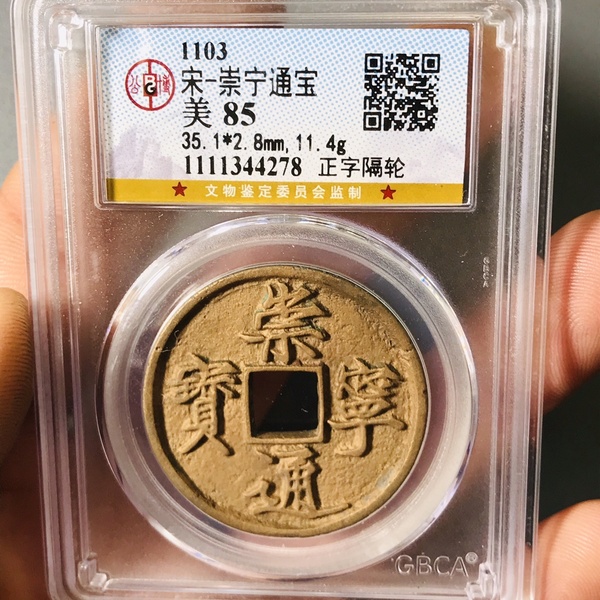 1103
宋-崇宁通宝
美 85
35.1*2.8mm,11.4g
1111344278 正字隔轮
文物鉴定委员会监制
GBCA
崇
寶 寧
通
GBCA®